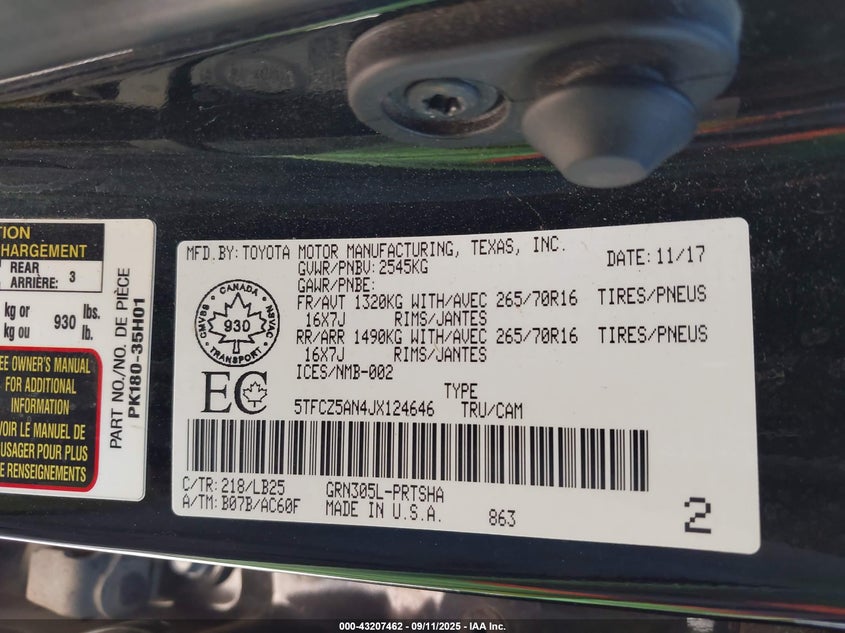 TION
CHARGEMENT
REAR
ARRIÈRE: 3
kg or
kg ou 930 lbs.
lb.
EE OWNER'S MANUAL
FOR ADDITIONAL
INFORMATION
VOIR LE MANUEL DE
USAGER POUR PLUS
E RENSEIGNEMENTS
PART NO./NO. DE PIÈCE
PK180-35H01
MFD.BY:TOYOTA MOTOR MANUFACTURING, TEXAS, INC. DATE:11/17
GVWR/PNBV:2545KG
GAWR/PNBE:
FR/AVT 1320KG WITH/AVEC 265/70R16 TIRES/PNEUS
16X7J RIMS/JANTES
RR/ARR 1490KG WITH/AVEC 265/70R16 TIRES/PNEUS
16X7J RIMS/JANTES
ICES/NMB-002
CANADA
CMVSS NSVAC
930
TRANSPORT
EC
TYPE
5TFCZ5AN4JX124646 TRU/CAM
C/TR:218/LB25 GRN305L-PRTSHA
A/TM:B07B/AC60F MADE IN U.S.A. 863
2
000-43207462 - 09/11/2025 - IAA Inc.